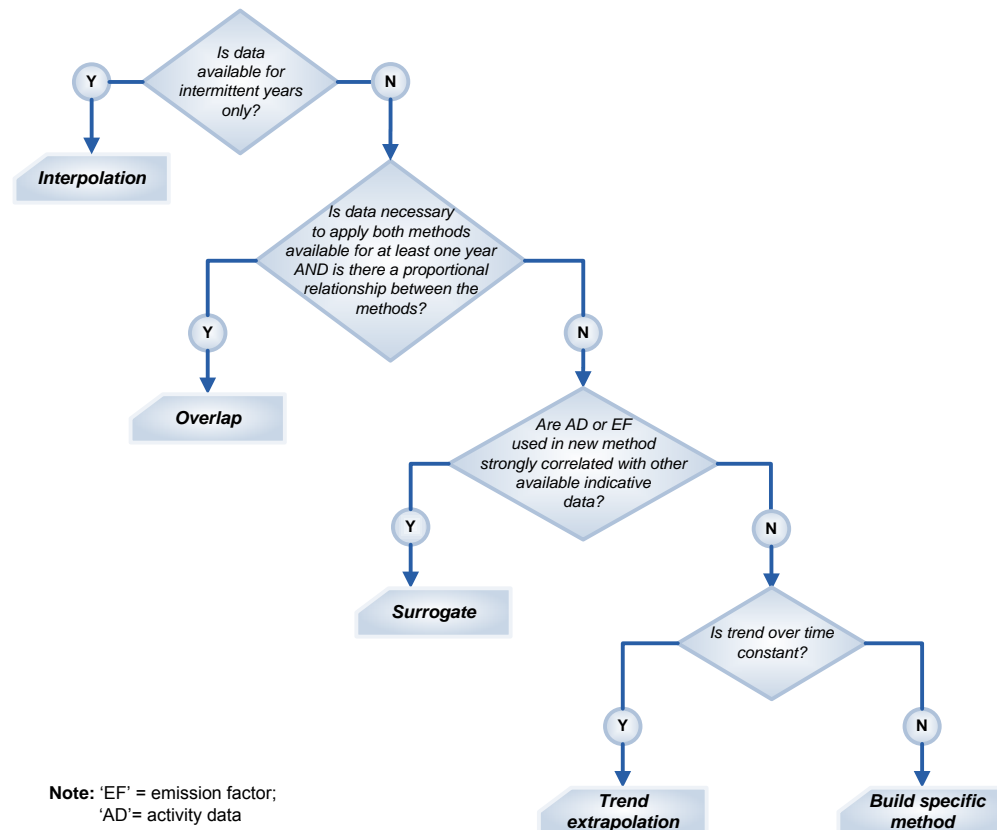 Is data
available for
intermittent years
only?
Y
N
Interpolation
Is data necessary
to apply both methods
available for at least one year
AND is there a proportional
relationship between the
methods?
Y
N
Overlap
Are AD or EF
used in new method
strongly correlated with other
available indicative
data?
Y
N
Surrogate
Is trend over time
constant?
Y
N
Trend
extrapolation
Build specific
method
Note: ‘EF’ = emission factor;
‘AD’= activity data